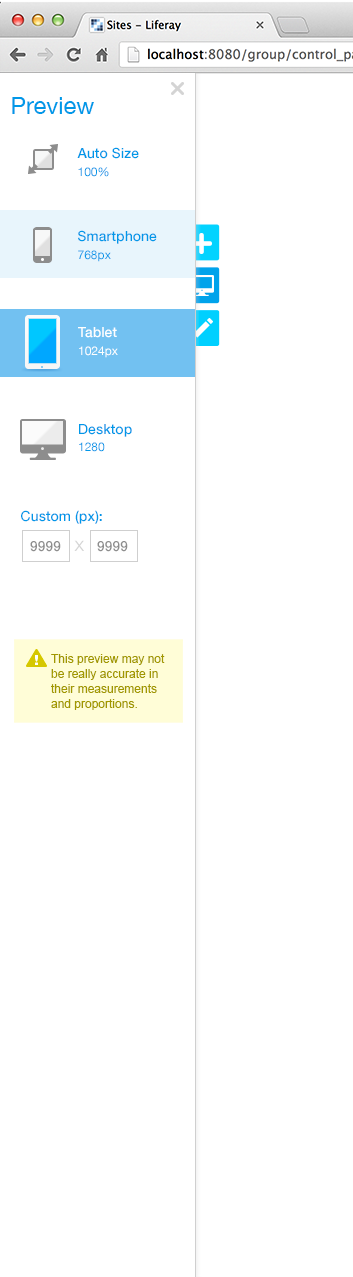 Sites – Liferay
localhost:8080/group/control_pa
Preview
Auto Size
100%
Smartphone
768px
Tablet
1024px
Desktop
1280
Custom (px):
9999 X 9999
This preview may not
be really accurate in
their measurements
and proportions.